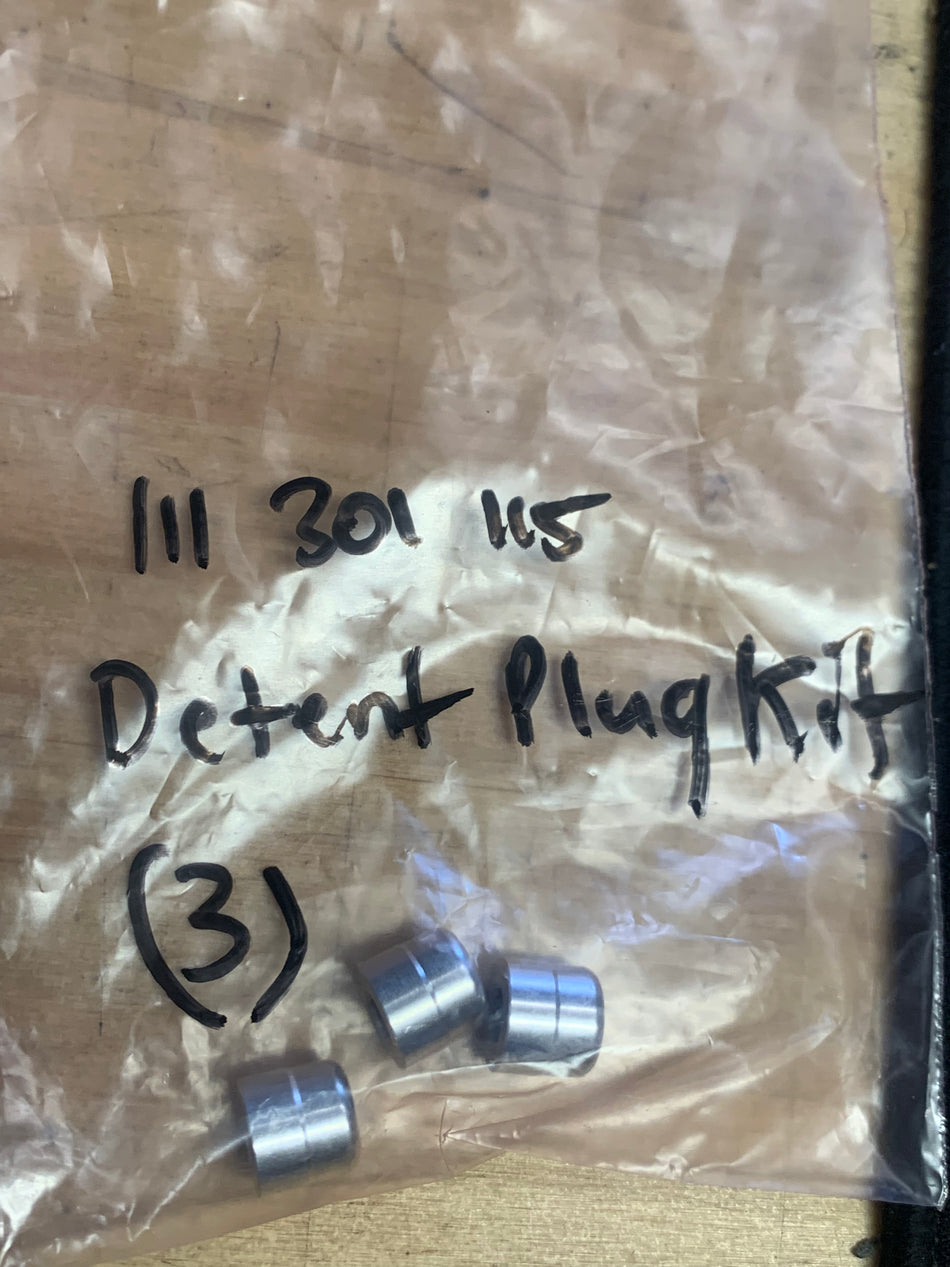 111 301 115
Detent Plug Kit
(3)